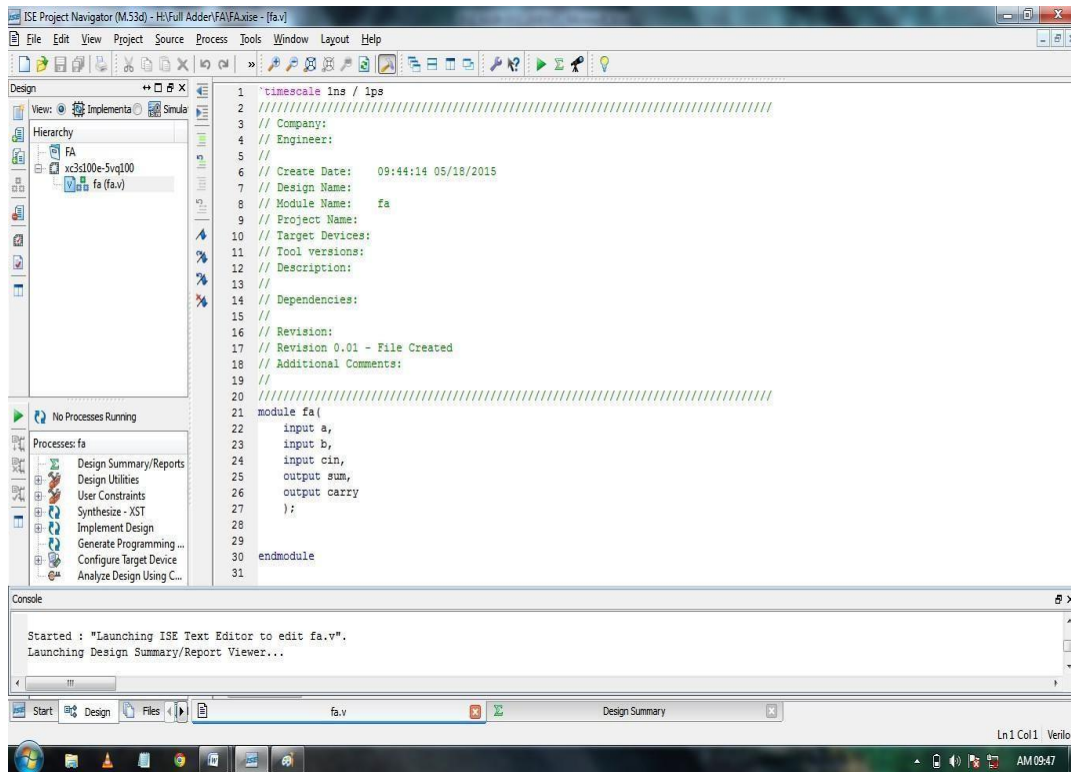 ISE Project Navigator (M.53d) - H:\Full Adder\FA\FA.xise - [fa.v]
File Edit View Project Source Process Tools Window Layout Help
Design
View: Implementa Simula
Hierarchy
FA
xc3s100e-5vq100
fa (fa.v)
No Processes Running
Processes: fa
Design Summary/Reports
Design Utilities
User Constraints
Synthesize - XST
Implement Design
Generate Programming ...
Configure Target Device
Analyze Design Using C...
1 `timescale 1ns / 1ps
2 //////////////////////////////////////////////////////////////////////////////////
3 // Company:
4 // Engineer:
5 //
6 // Create Date: 09:44:14 05/18/2015
7 // Design Name:
8 // Module Name: fa
9 // Project Name:
10 // Target Devices:
11 // Tool versions:
12 // Description:
13 //
14 // Dependencies:
15 //
16 // Revision:
17 // Revision 0.01 - File Created
18 // Additional Comments:
19 //
20 //////////////////////////////////////////////////////////////////////////////////
21 module fa(
22 input a,
23 input b,
24 input cin,
25 output sum,
26 output carry
27 );
28
29
30 endmodule
31
Console
Started : "Launching ISE Text Editor to edit fa.v".
Launching Design Summary/Report Viewer...
Start Design Files fa.v Design Summary
Ln 1 Col 1 Verilo
AM 09:47